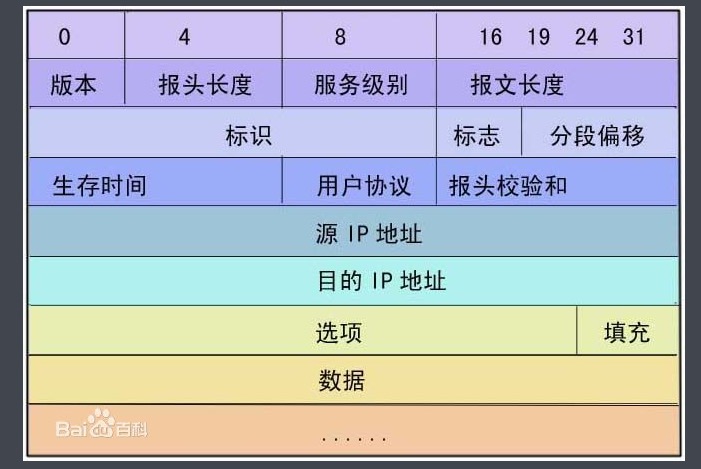 0 4 8 16 19 24 31
版本 报头长度 服务级别 报文长度
标识 标志 分段偏移
生存时间 用户协议 报头校验和
源 IP 地址
目的 IP 地址
选项 填充
数据
Bai du 百科
......